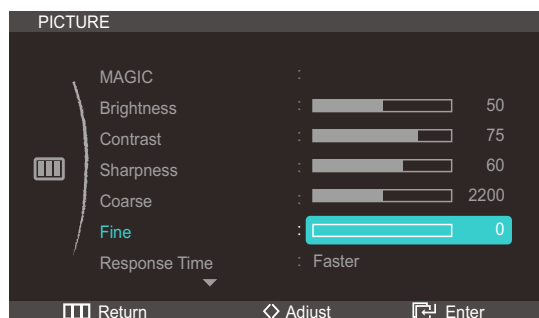 PICTURE
MAGIC :
Brightness : 50
Contrast : 75
Sharpness : 60
Coarse : 2200
Fine : 0
Response Time : Faster
Return Adjust Enter